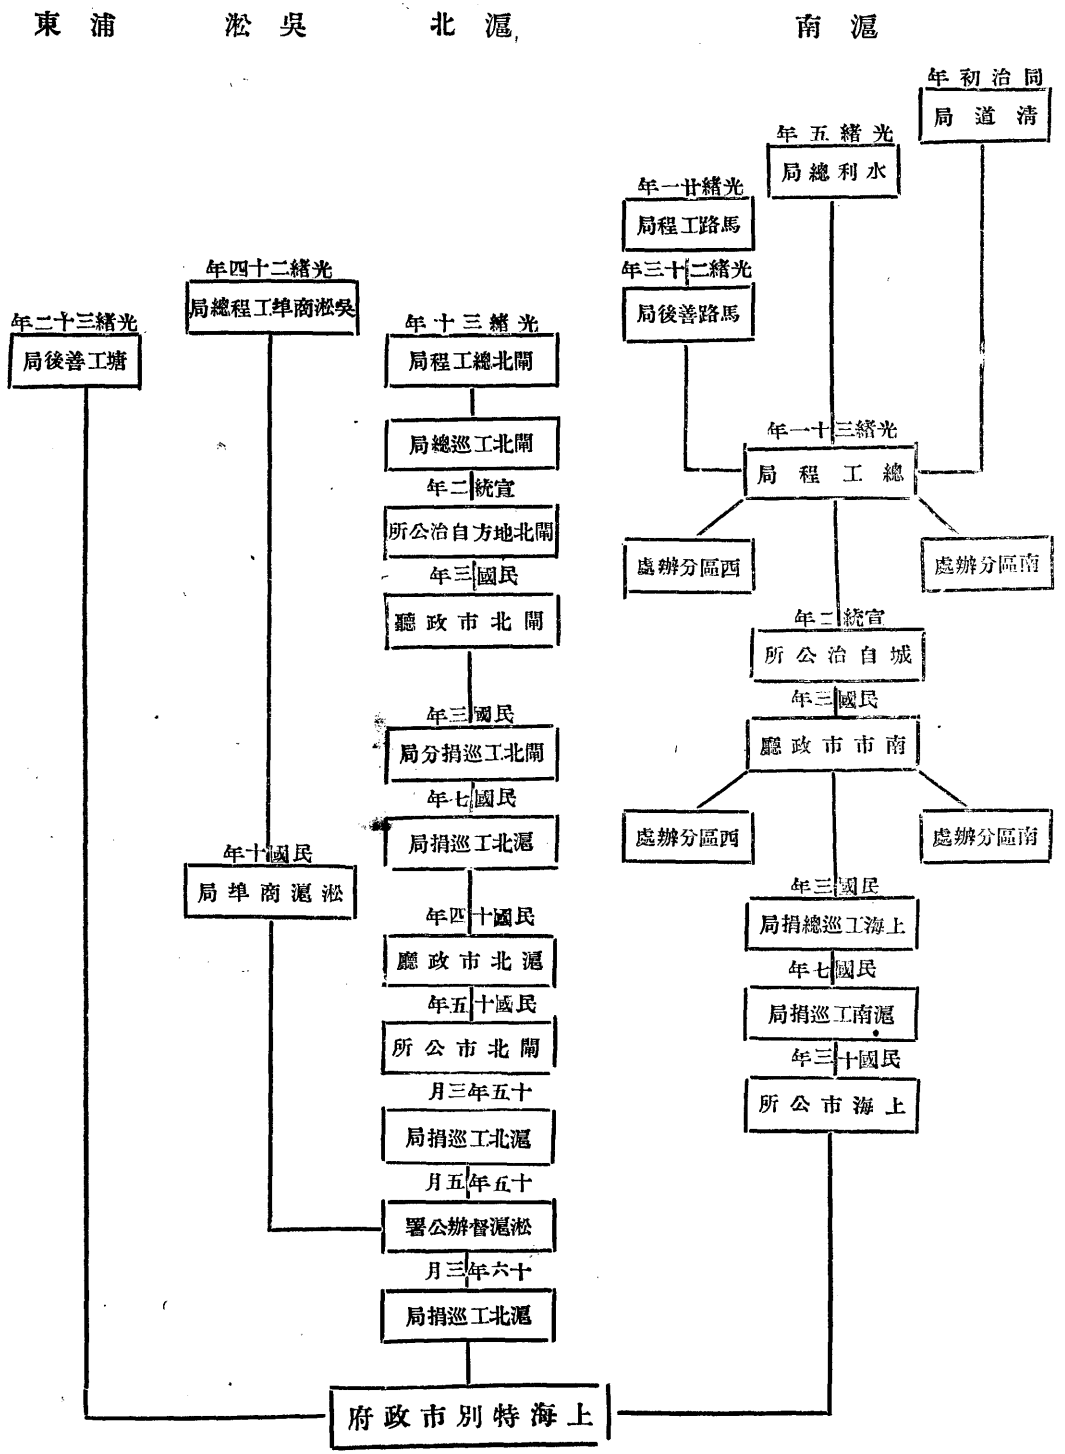 滬南
同治初年
清道局
光緒五年
水利總局
光緒廿一年
馬路工程局
光緒二十三年
馬路善後局
光緒三十一年
總工程局
南區分辦處
西區分辦處
宣統二年
城自治公所
民國三年
南市市政廳
南區分辦處
西區分辦處
民國三年
上海工巡總捐局
民國七年
滬南工巡捐局
民國十三年
上海市公所
滬北
光緒三十年
閘北總工程局
閘北工巡總局
宣統二年
閘北地方自治公所
民國三年
閘北市政廳
民國三年
閘北工巡捐分局
民國七年
滬北工巡捐局
民國十四年
滬北市政廳
民國十五年
閘北市公所
十五年三月
滬北工巡捐局
十五年五月
淞滬督辦公署
十六年三月
滬北工巡捐局
吳淞
光緒二十四年
吳淞商埠工程總局
民國十年
淞滬商埠局
浦東
光緒三十二年
塘工善後局
上海特別市政府